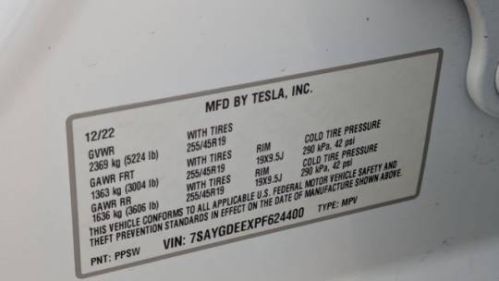 MFD BY TESLA, INC.
12/22
GVWR WITH TIRES RIM COLD TIRE PRESSURE
2369 kg (5224 lb) 255/45R19 19X9.5J 290 kPa, 42 psi
GAWR FRT WITH TIRES RIM COLD TIRE PRESSURE
1363 kg (3004 lb) 255/45R19 19X9.5J 290 kPa, 42 psi
GAWR RR WITH TIRES
1636 kg (3606 lb) 255/45R19
THIS VEHICLE CONFORMS TO ALL APPLICABLE U.S. FEDERAL MOTOR VEHICLE SAFETY AND
THEFT PREVENTION STANDARDS IN EFFECT ON THE DATE OF MANUFACTURE SHOWN ABOVE.
PNT: PPSW VIN: 7SAYGDEEXPF624400 TYPE: MPV